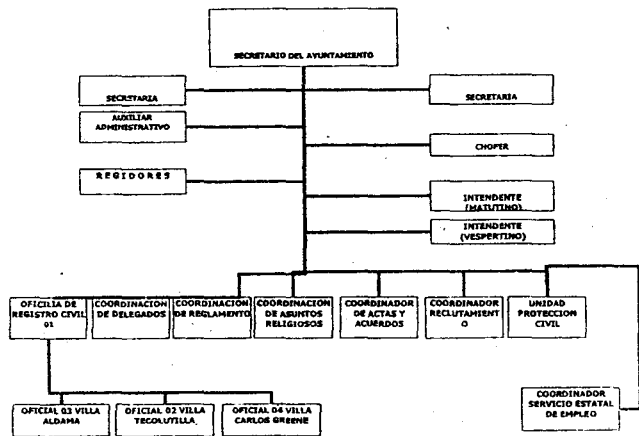 SECRETARIO DEL AYUNTAMIENTO
SECRETARIA
SECRETARIA
AUXILIAR
ADMINISTRATIVO
CHOFER
REGIDORES
INTENDENTE
(MATUTINO)
INTENDENTE
(VESPERTINO)
OFICILIA DE
REGISTRO CIVIL
01
COORDINACION
DE DELEGADOS
COORDINACION
DE REGLAMENTO
COORDINACION
DE ASUNTOS
RELIGIOSOS
COORDINADOR
DE ACTAS Y
ACUERDOS
COORDINADOR
RECLUTAMIENT
O
UNIDAD
PROTECCION
CIVIL
OFICIAL 03 VILLA
ALDAMA
OFICIAL 02 VILLA
TECOLUTILLA
OFICIAL 04 VILLA
CARLOS GREENE
COORDINADOR
SERVICIO ESTATAL
DE EMPLEO